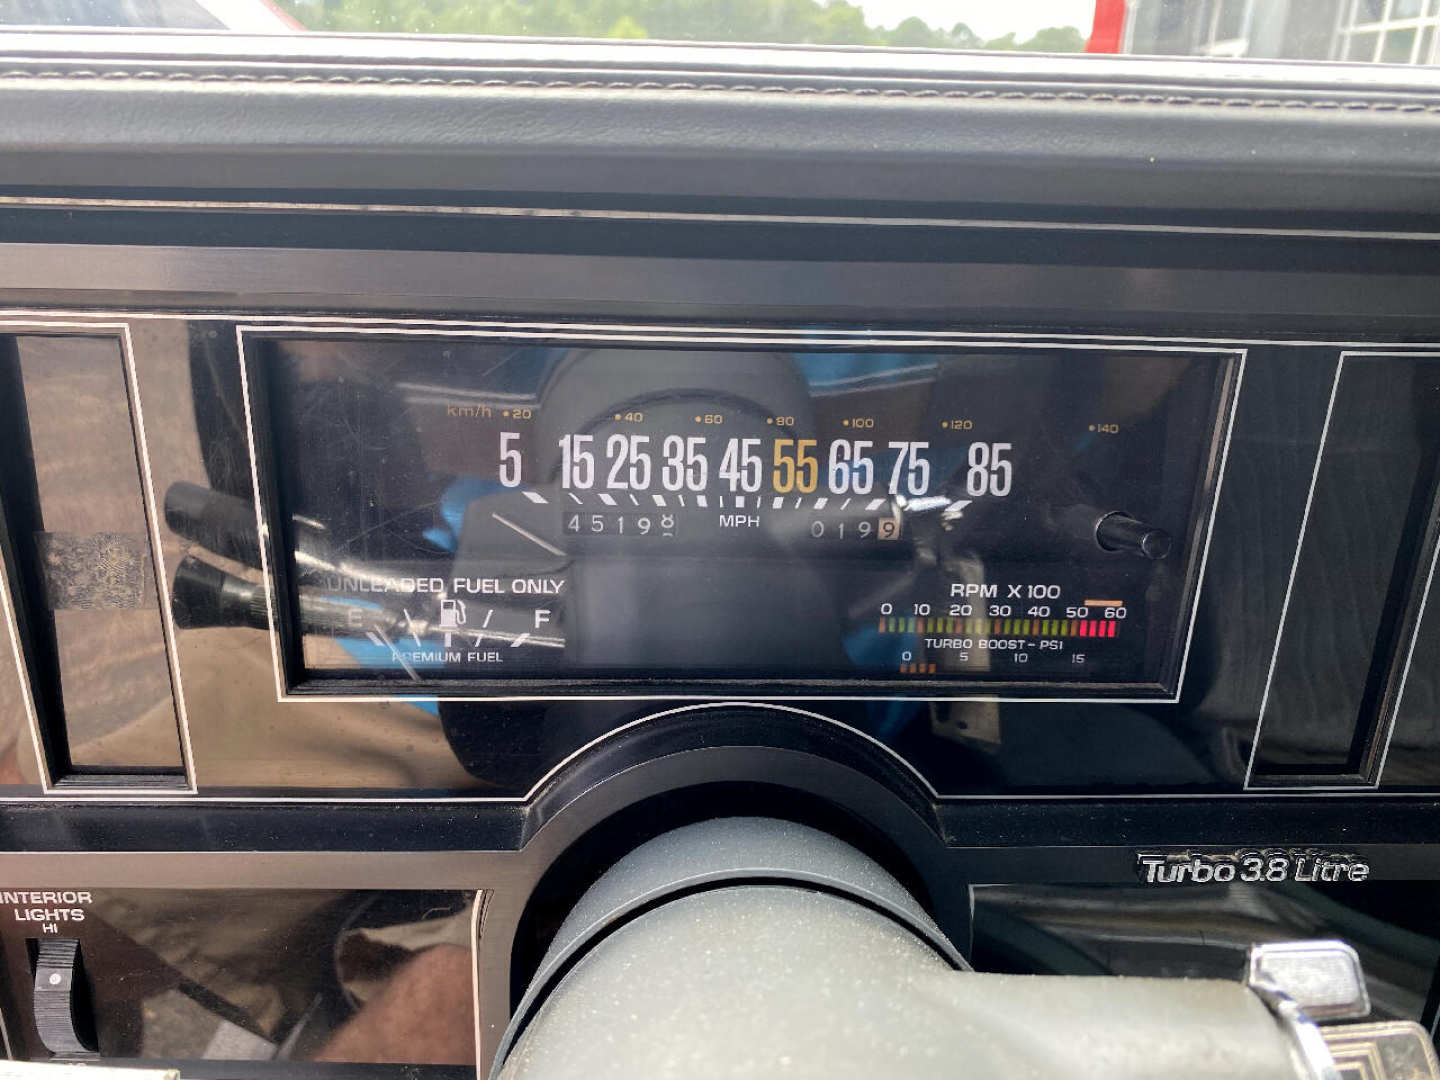 km/h 20 40 60 80 100 120 140
5 15 25 35 45 55 65 75 85
45198 MPH 0199
UNLEADED FUEL ONLY
E F
PREMIUM FUEL
RPM X 100
0 10 20 30 40 50 60
TURBO BOOST - PSI
0 5 10 15
Turbo 3.8 Litre
INTERIOR
LIGHTS
HI